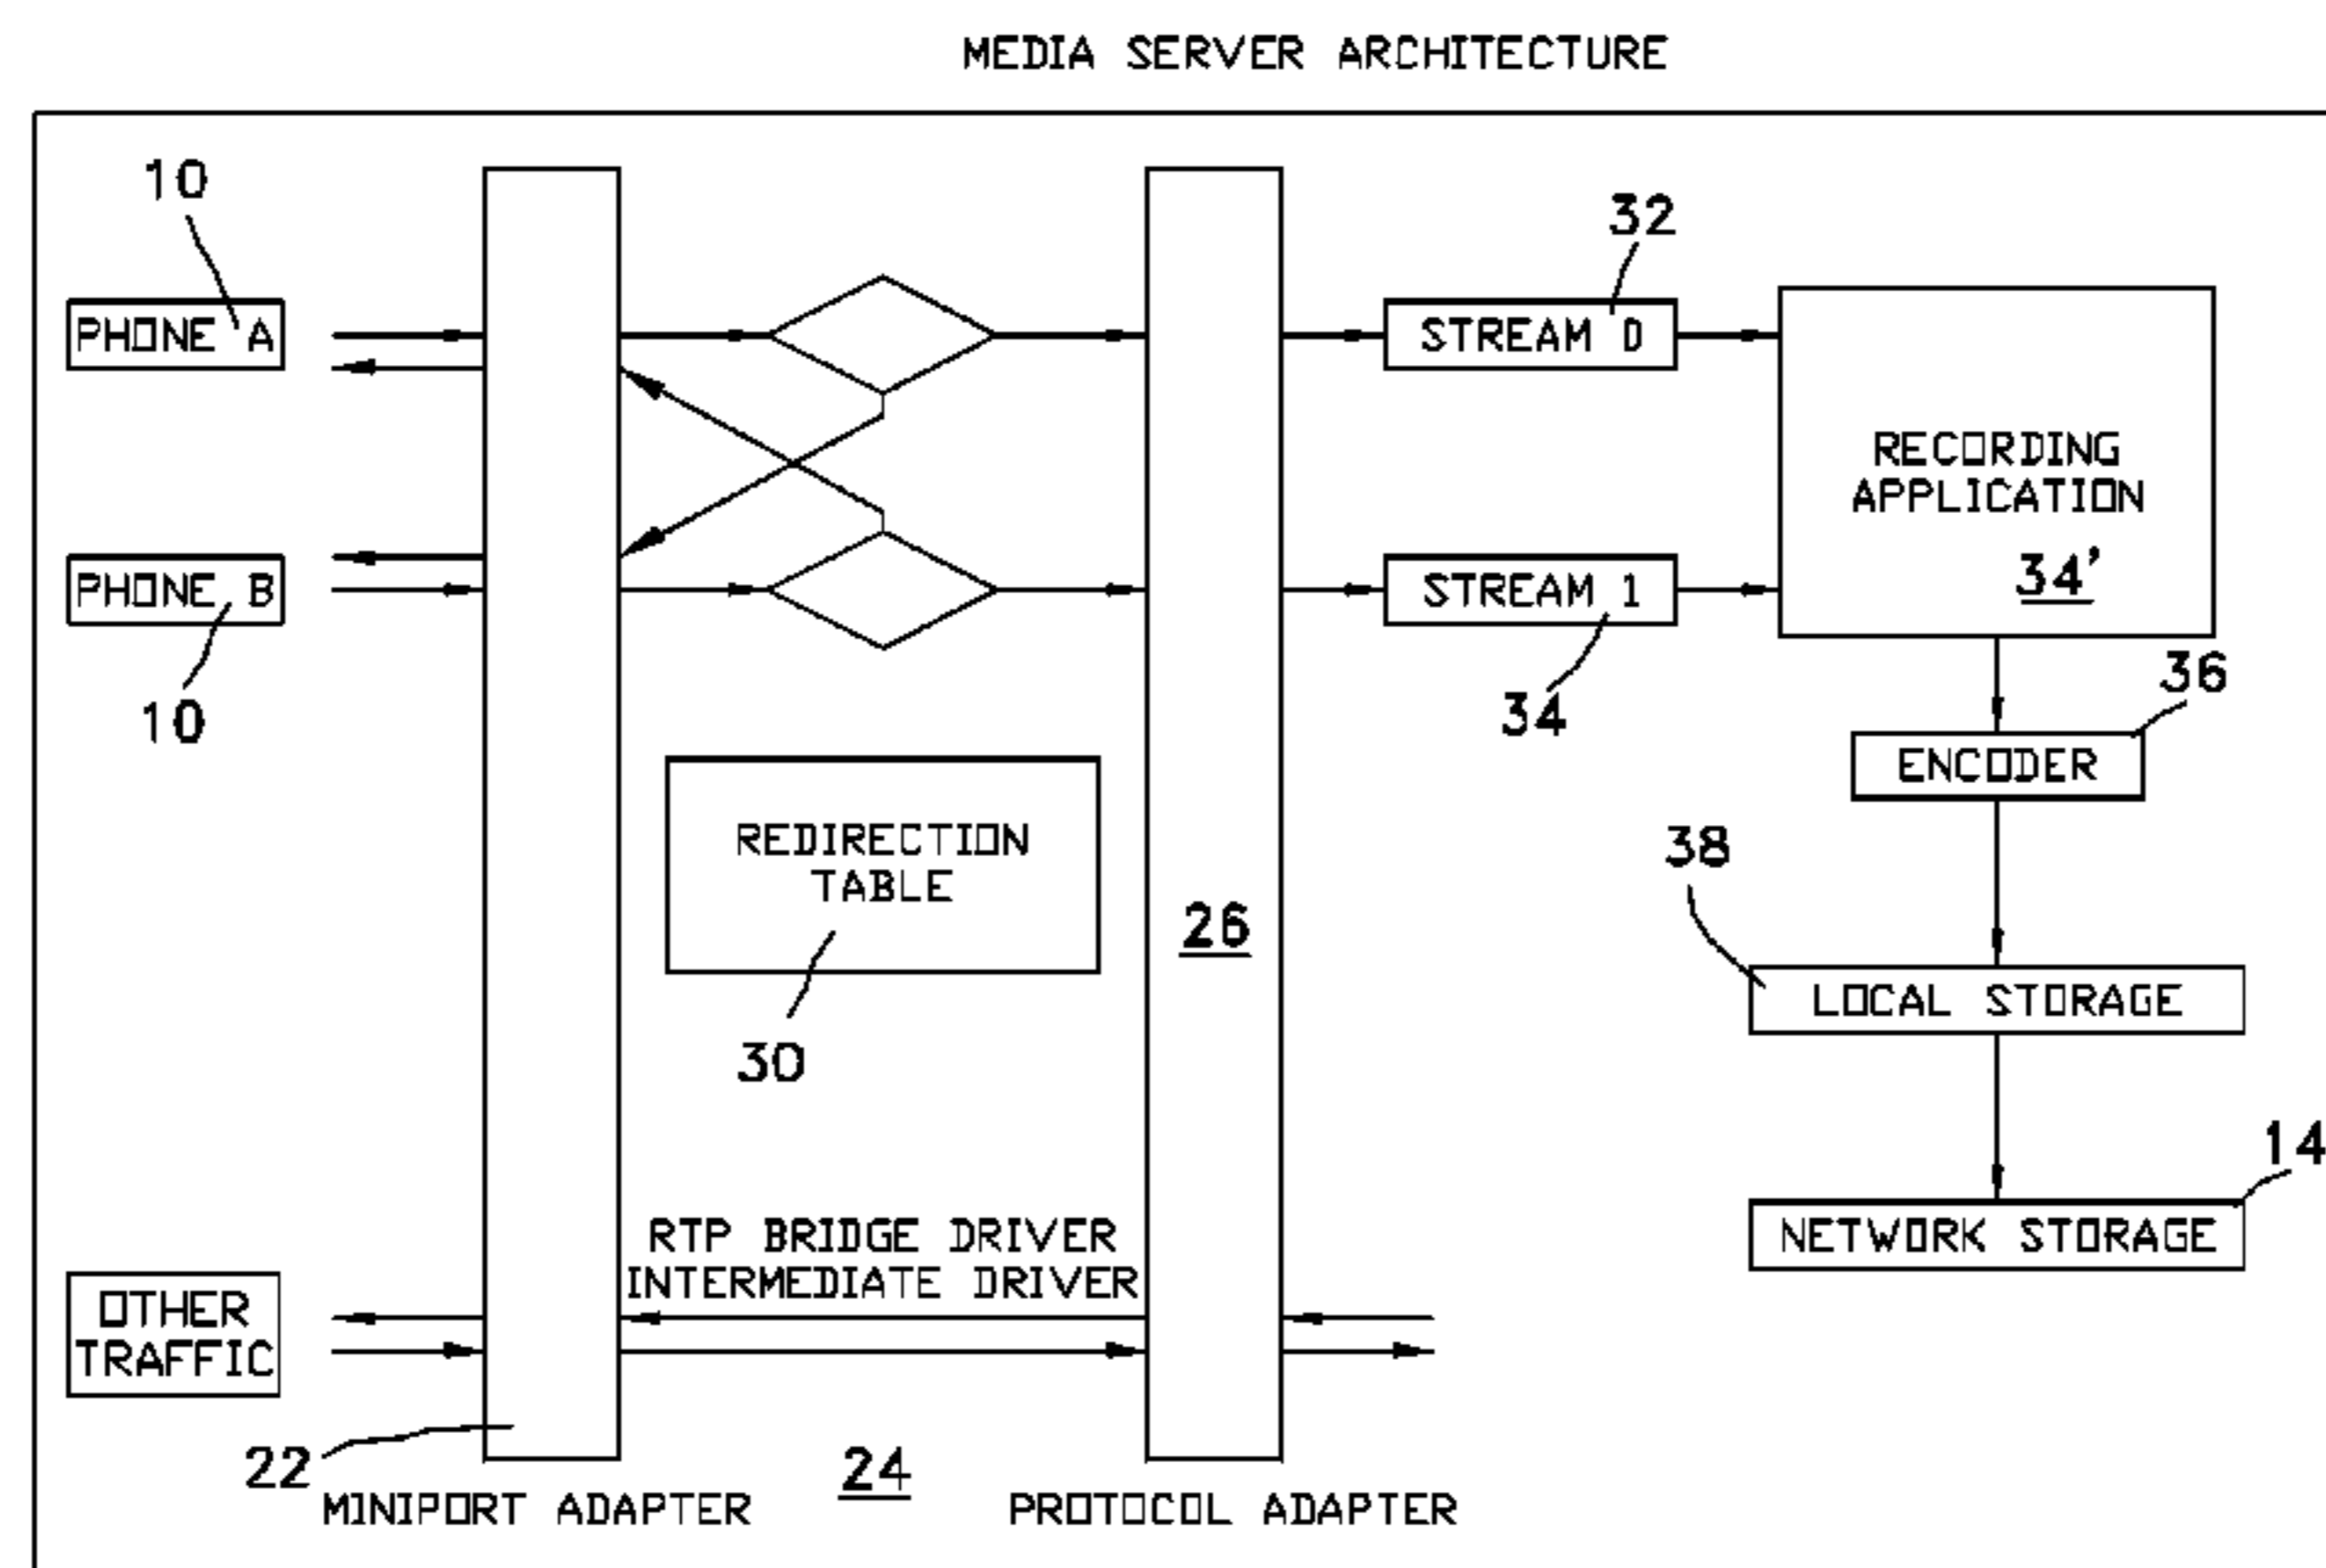 MEDIA SERVER ARCHITECTURE
10
32
PHONE A
STREAM 0
RECORDING
APPLICATION
34'
PHONE B
STREAM 1
10
34
36
ENCODER
REDIRECTION
TABLE
38
26
30
LOCAL STORAGE
14
RTP BRIDGE DRIVER
INTERMEDIATE DRIVER
NETWORK STORAGE
OTHER
TRAFFIC
22
24
MINIPORT ADAPTER
PROTOCOL ADAPTER